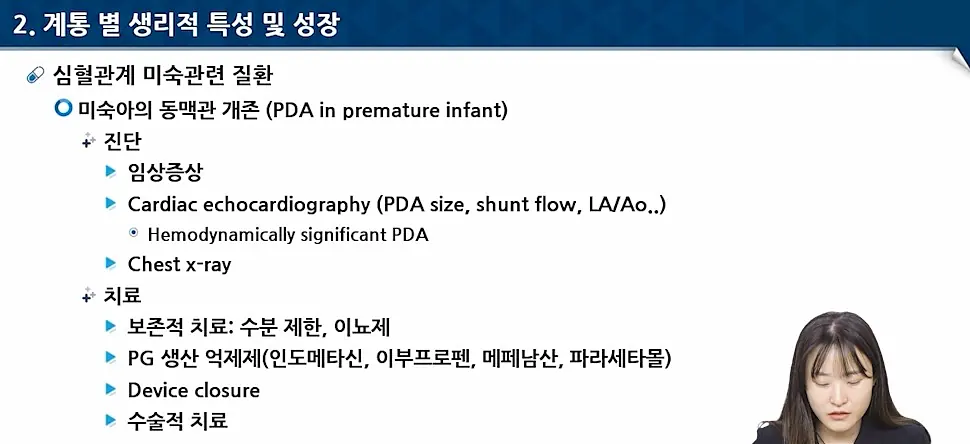 2. 계통 별 생리적 특성 및 성장
심혈관계 미숙관련 질환
미숙아의 동맥관 개존 (PDA in premature infant)
진단
임상증상
Cardiac echocardiography (PDA size, shunt flow, LA/Ao..)
Hemodynamically significant PDA
Chest x-ray
치료
보존적 치료: 수분 제한, 이뇨제
PG 생산 억제제(인도메타신, 이부프로펜, 메페남산, 파라세타몰)
Device closure
수술적 치료